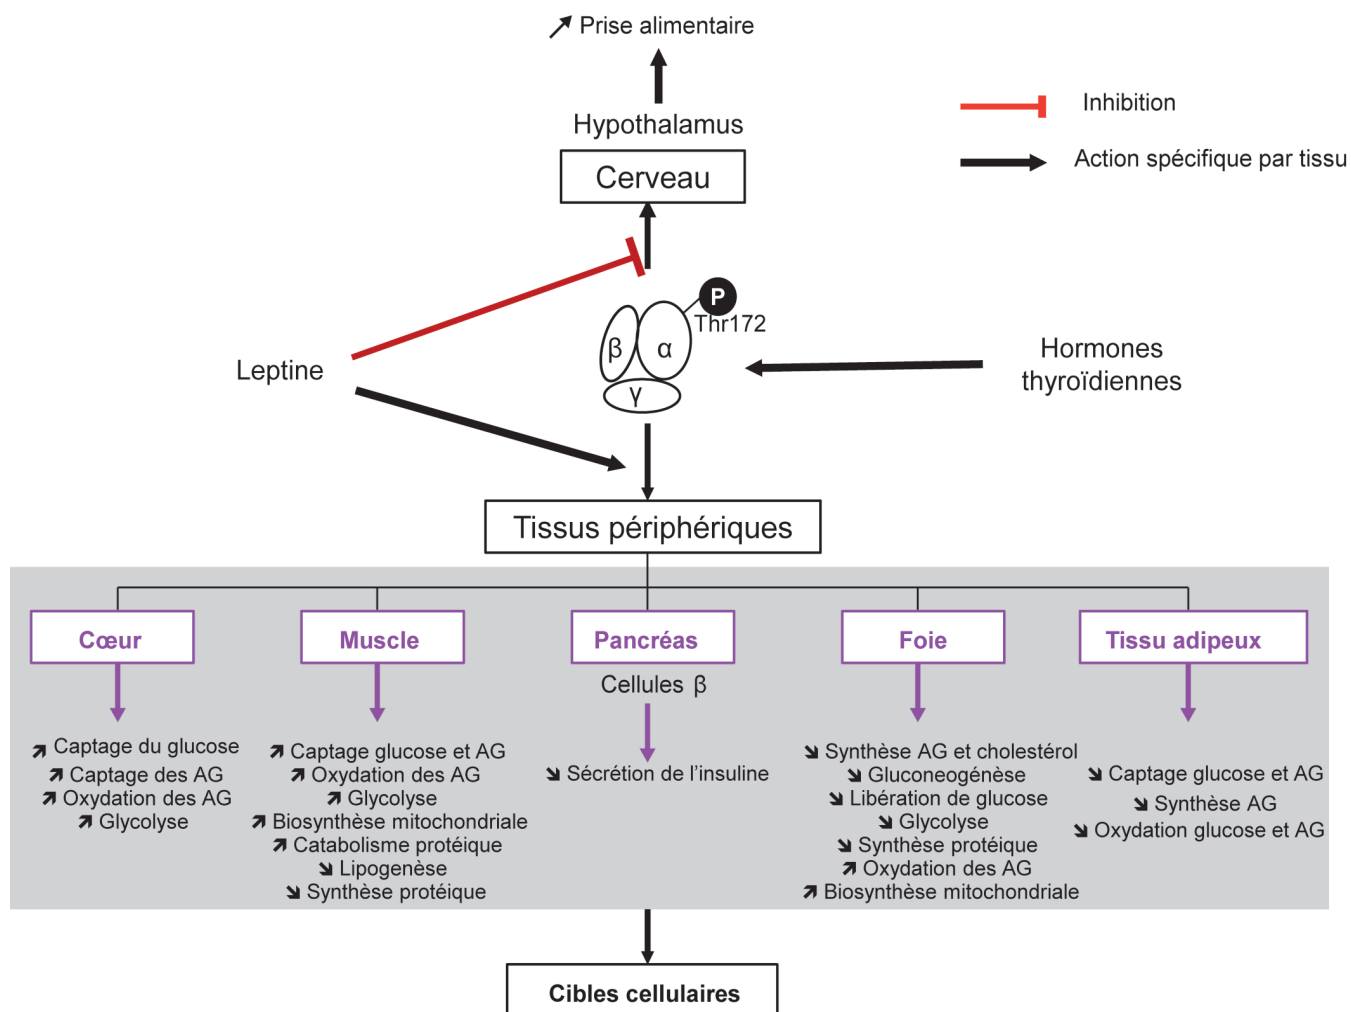 ↗ Prise alimentaire
Hypothalamus
Cerveau
Inhibition
Action spécifique par tissu
P
Thr172
β
α
γ
Leptine
Hormones
thyroïdiennes
Tissus périphériques
Cœur
↗ Captage du glucose
↗ Captage des AG
↗ Oxydation des AG
↗ Glycolyse
Muscle
↗ Captage glucose et AG
↗ Oxydation des AG
↗ Glycolyse
↗ Biosynthèse mitochondriale
↗ Catabolisme protéique
↘ Lipogenèse
↘ Synthèse protéique
Pancréas
Cellules β
↘ Sécrétion de l'insuline
Foie
↘ Synthèse AG et cholestérol
↘ Gluconeogénèse
↘ Libération de glucose
↘ Glycolyse
↘ Synthèse protéique
↗ Oxydation des AG
↗ Biosynthèse mitochondriale
Tissu adipeux
↘ Captage glucose et AG
↘ Synthèse AG
↘ Oxydation glucose et AG
Cibles cellulaires